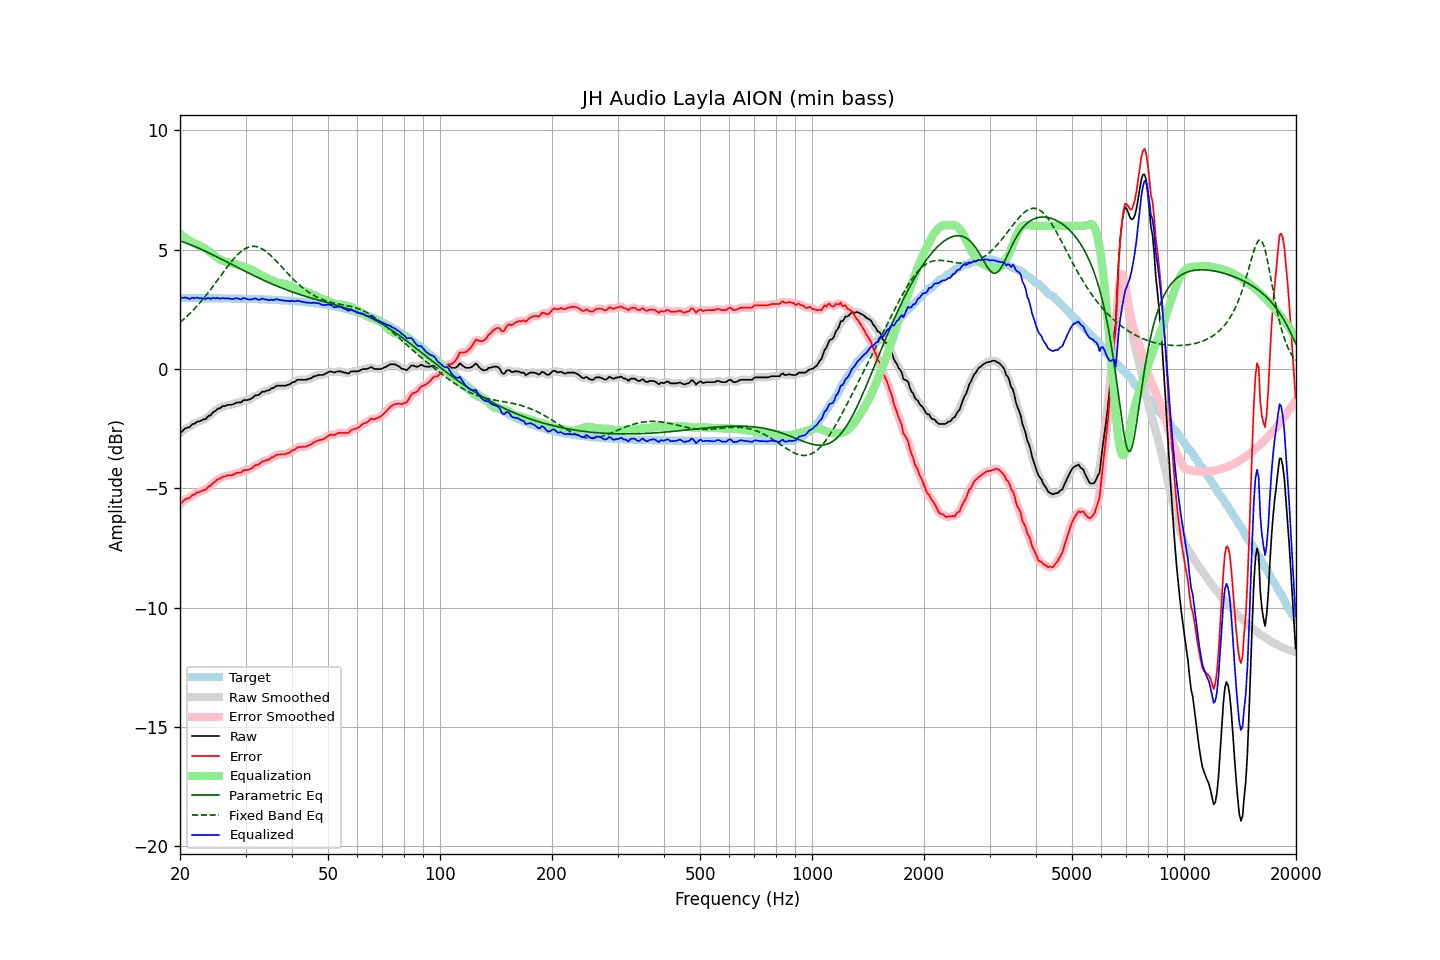 JH Audio Layla AION (min bass)
Amplitude (dBr)
10
5
0
−5
−10
−15
−20
Target
Raw Smoothed
Error Smoothed
Raw
Error
Equalization
Parametric Eq
Fixed Band Eq
Equalized
20 50 100 200 500 1000 2000 5000 10000 20000
Frequency (Hz)